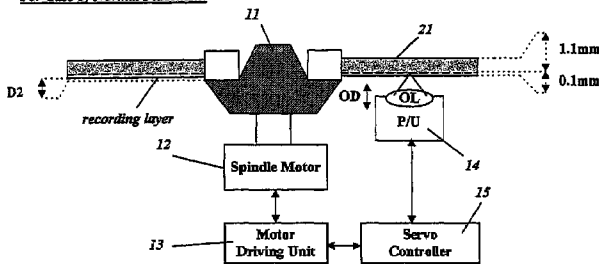 11
21
1.1mm
0.1mm
D2
recording layer
OD
OL
P/U
14
12
Spindle Motor
15
13
Motor
Driving Unit
Servo
Controller